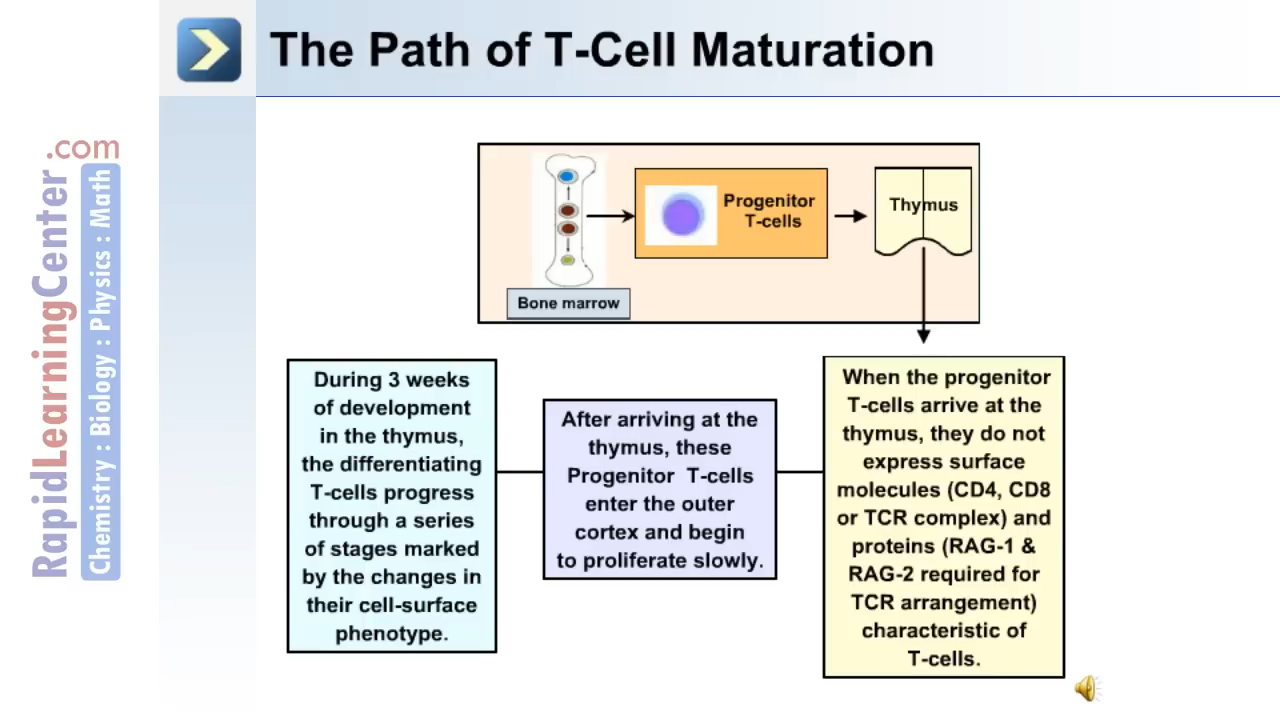 The Path of T-Cell Maturation
RapidLearningCenter.com
Chemistry : Biology : Physics : Math
Progenitor
T-cells
Thymus
Bone marrow
When the progenitor
T-cells arrive at the
thymus, they do not
express surface
molecules (CD4, CD8
or TCR complex) and
proteins (RAG-1 &
RAG-2 required for
TCR arrangement)
characteristic of
T-cells.
After arriving at the
thymus, these
Progenitor T-cells
enter the outer
cortex and begin
to proliferate slowly.
During 3 weeks
of development
in the thymus,
the differentiating
T-cells progress
through a series
of stages marked
by the changes in
their cell-surface
phenotype.